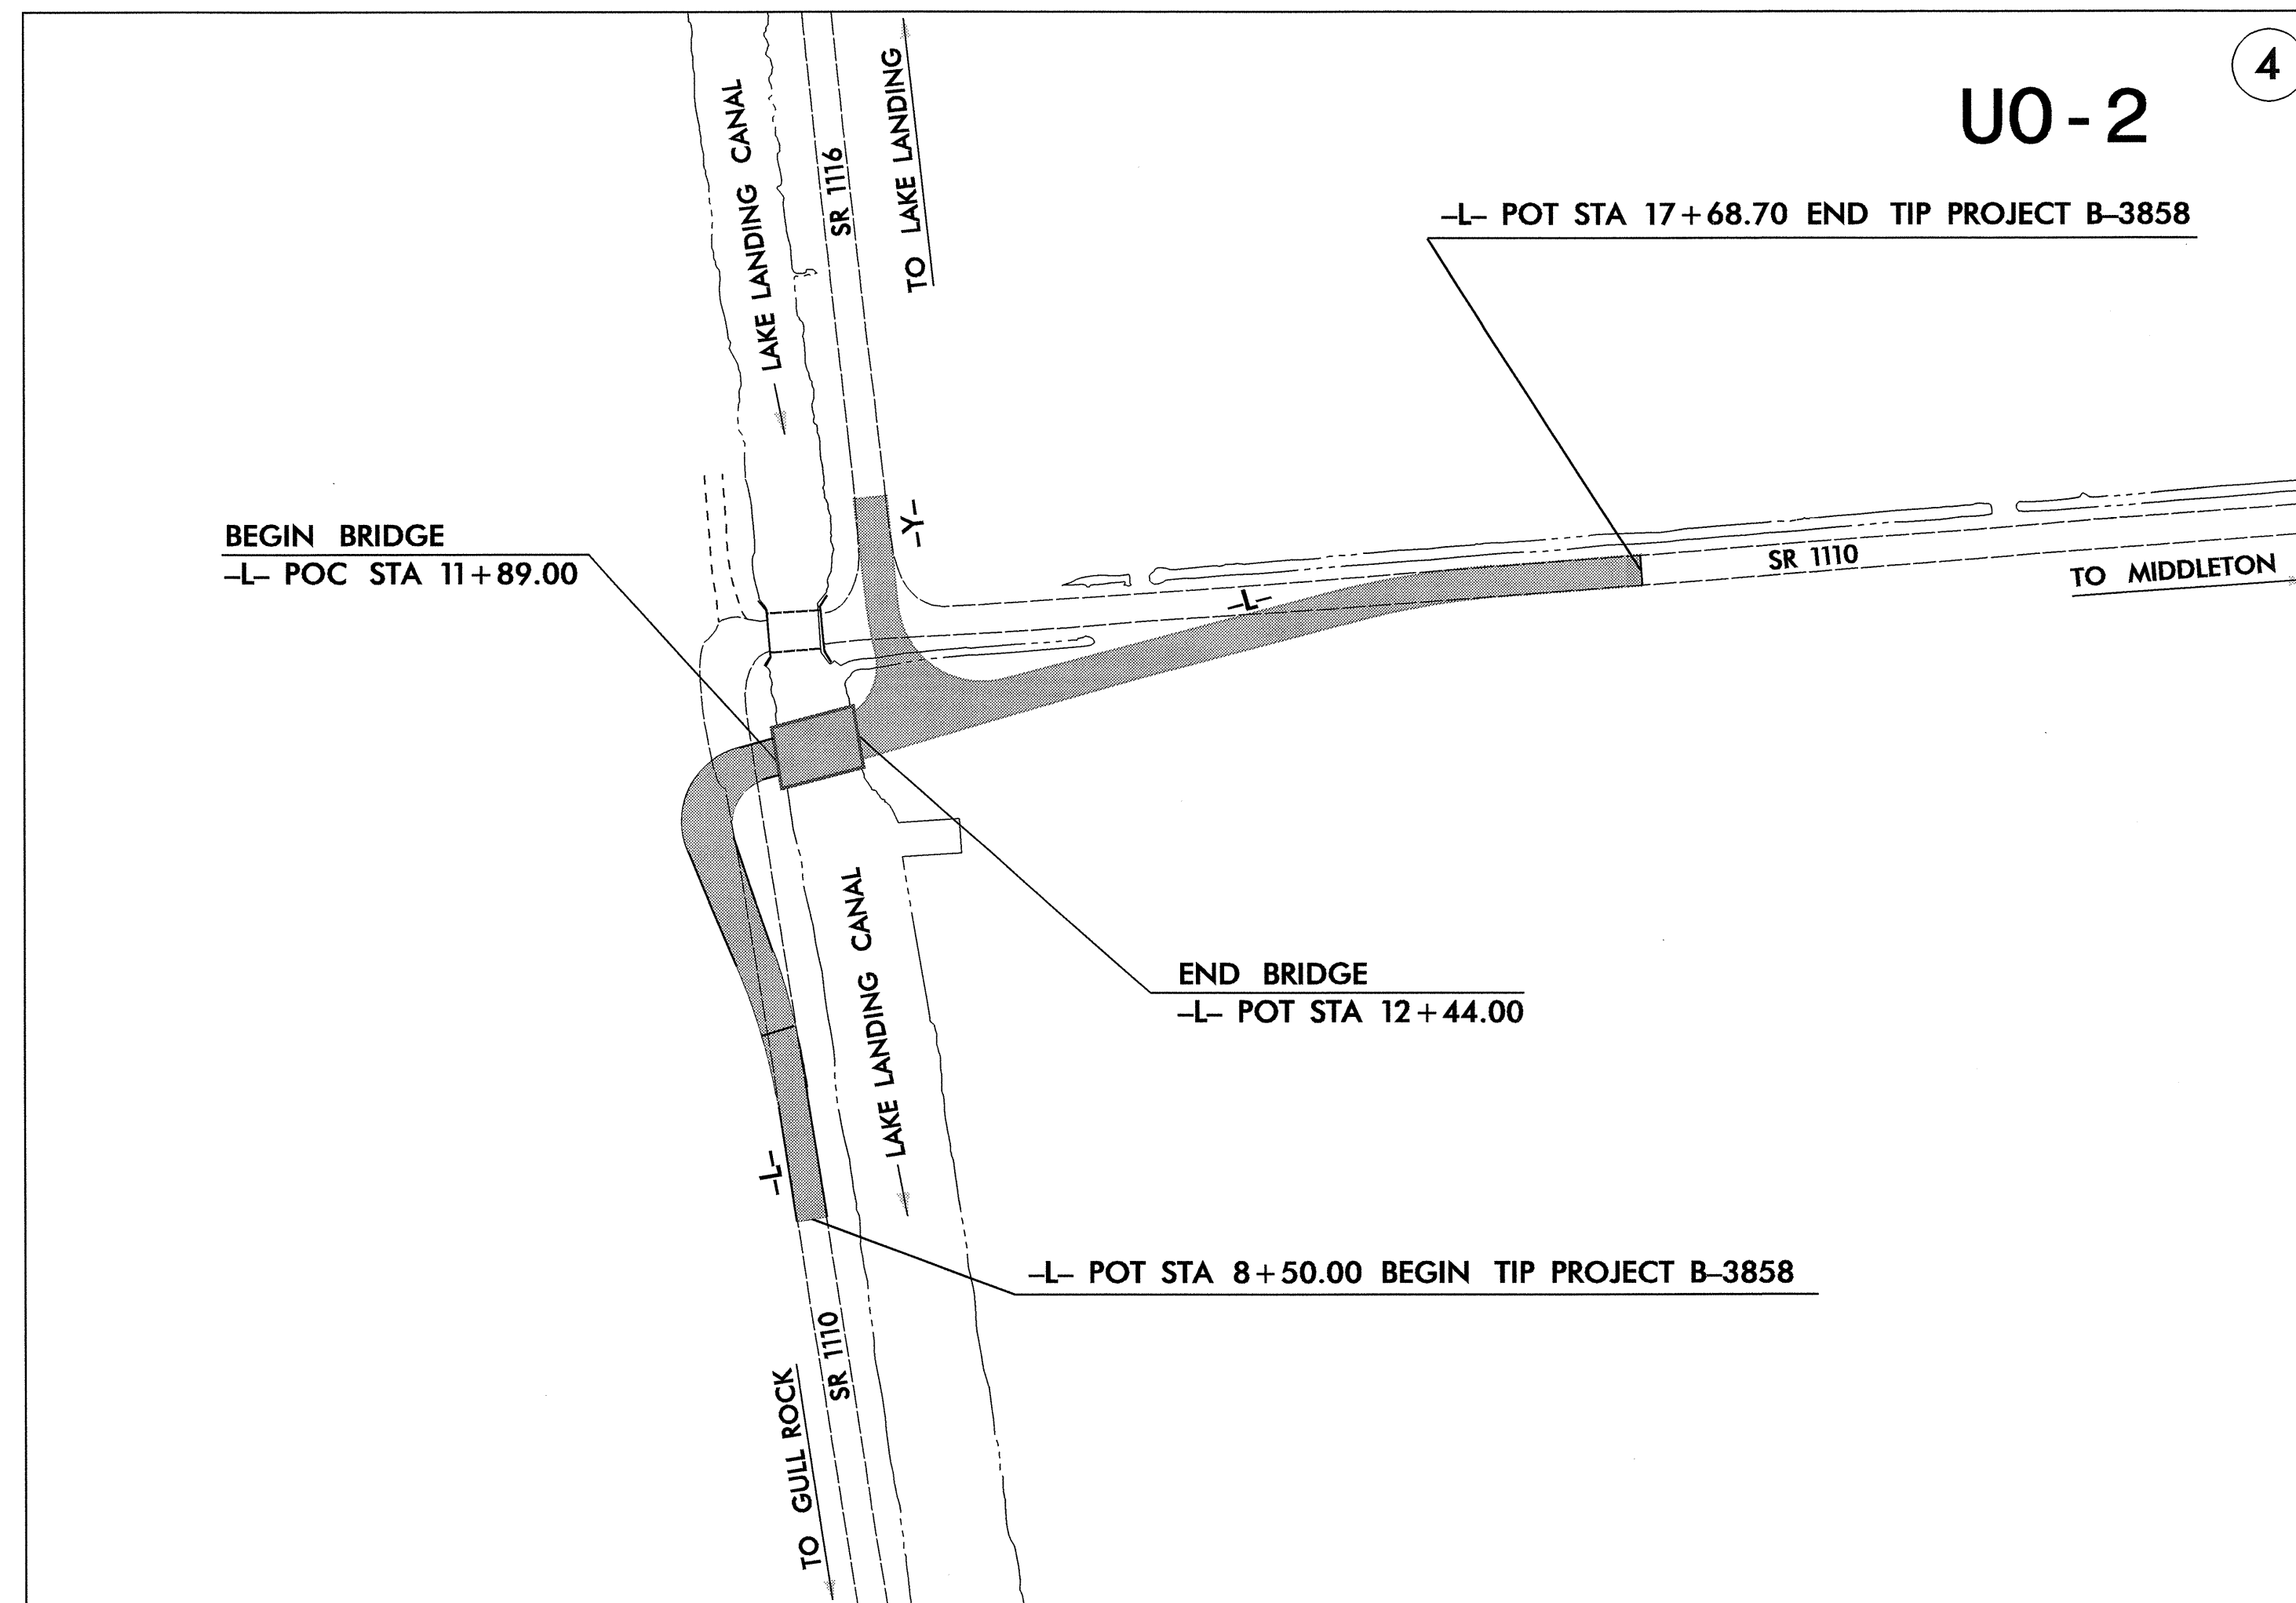 4
UO-2
LAKE LANDING CANAL
SR 1116
TO LAKE LANDING
-L- POT STA 17+68.70 END TIP PROJECT B-3858
BEGIN BRIDGE
-L- POC STA 11+89.00
-Y-
-L-
SR 1110
TO MIDDLETON
LAKE LANDING CANAL
END BRIDGE
-L- POT STA 12+44.00
-L-
-L- POT STA 8+50.00 BEGIN TIP PROJECT B-3858
SR 1110
TO GULL ROCK